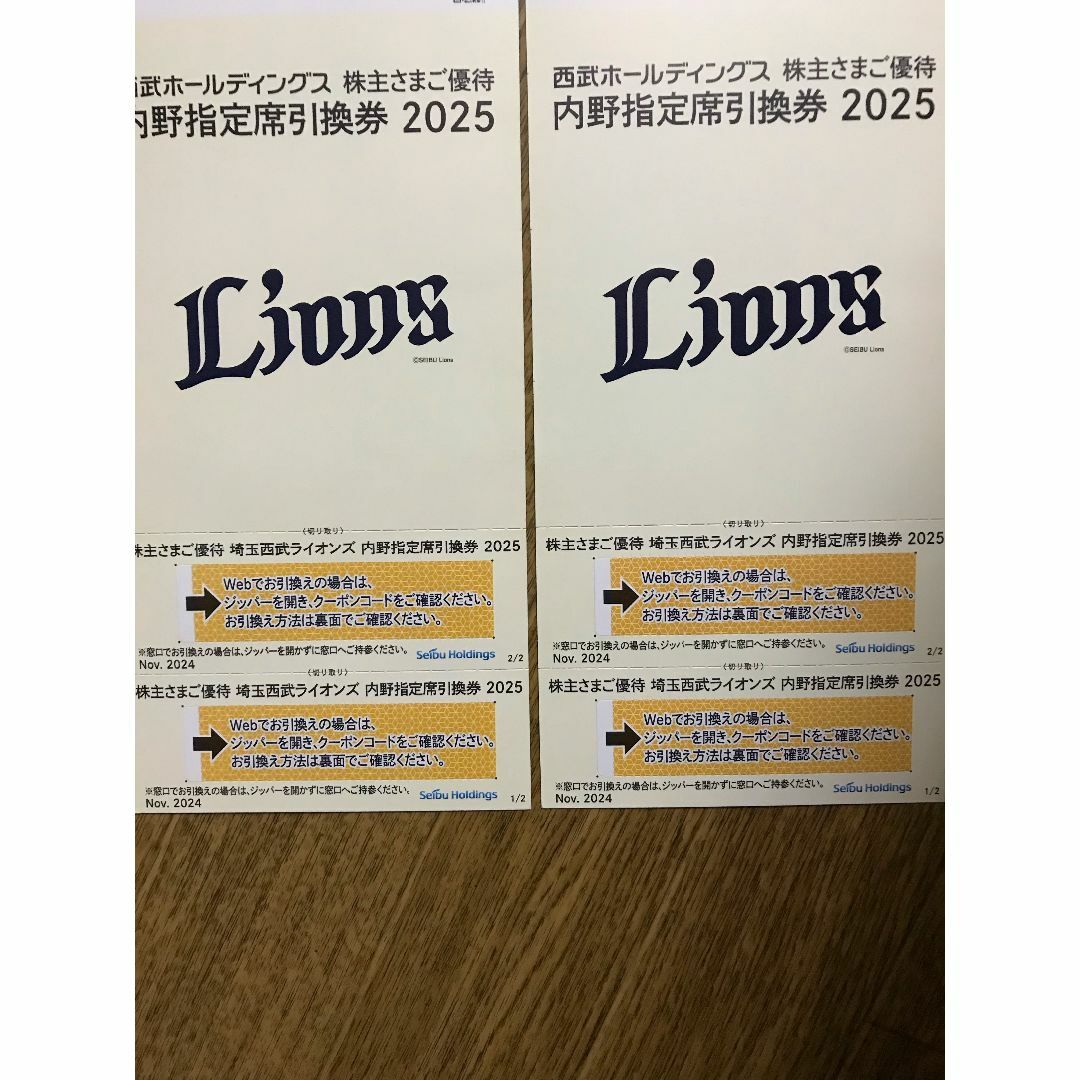 武ホールディングス 株主さまご優待
内野指定席引換券 2025
Lions
©SEIBU Lions
（切り取り）
株主さまご優待 埼玉西武ライオンズ 内野指定席引換券 2025
Webでお引換えの場合は、
ジッパーを開き、クーポンコードをご確認ください。
お引換え方法は裏面でご確認ください。
※窓口でお引換えの場合は、ジッパーを開かずに窓口へご持参ください。
Nov. 2024
Seibu Holdings
2/2
（切り取り）
株主さまご優待 埼玉西武ライオンズ 内野指定席引換券 2025
Webでお引換えの場合は、
ジッパーを開き、クーポンコードをご確認ください。
お引換え方法は裏面でご確認ください。
※窓口でお引換えの場合は、ジッパーを開かずに窓口へご持参ください。
Nov. 2024
Seibu Holdings
1/2
西武ホールディングス 株主さまご優待
内野指定席引換券 2025
Lions
©SEIBU Lions
（切り取り）
株主さまご優待 埼玉西武ライオンズ 内野指定席引換券 2025
Webでお引換えの場合は、
ジッパーを開き、クーポンコードをご確認ください。
お引換え方法は裏面でご確認ください。
※窓口でお引換えの場合は、ジッパーを開かずに窓口へご持参ください。
Nov. 2024
Seibu Holdings
2/2
（切り取り）
株主さまご優待 埼玉西武ライオンズ 内野指定席引換券 2025
Webでお引換えの場合は、
ジッパーを開き、クーポンコードをご確認ください。
お引換え方法は裏面でご確認ください。
※窓口でお引換えの場合は、ジッパーを開かずに窓口へご持参ください。
Nov. 2024
Seibu Holdings
1/2